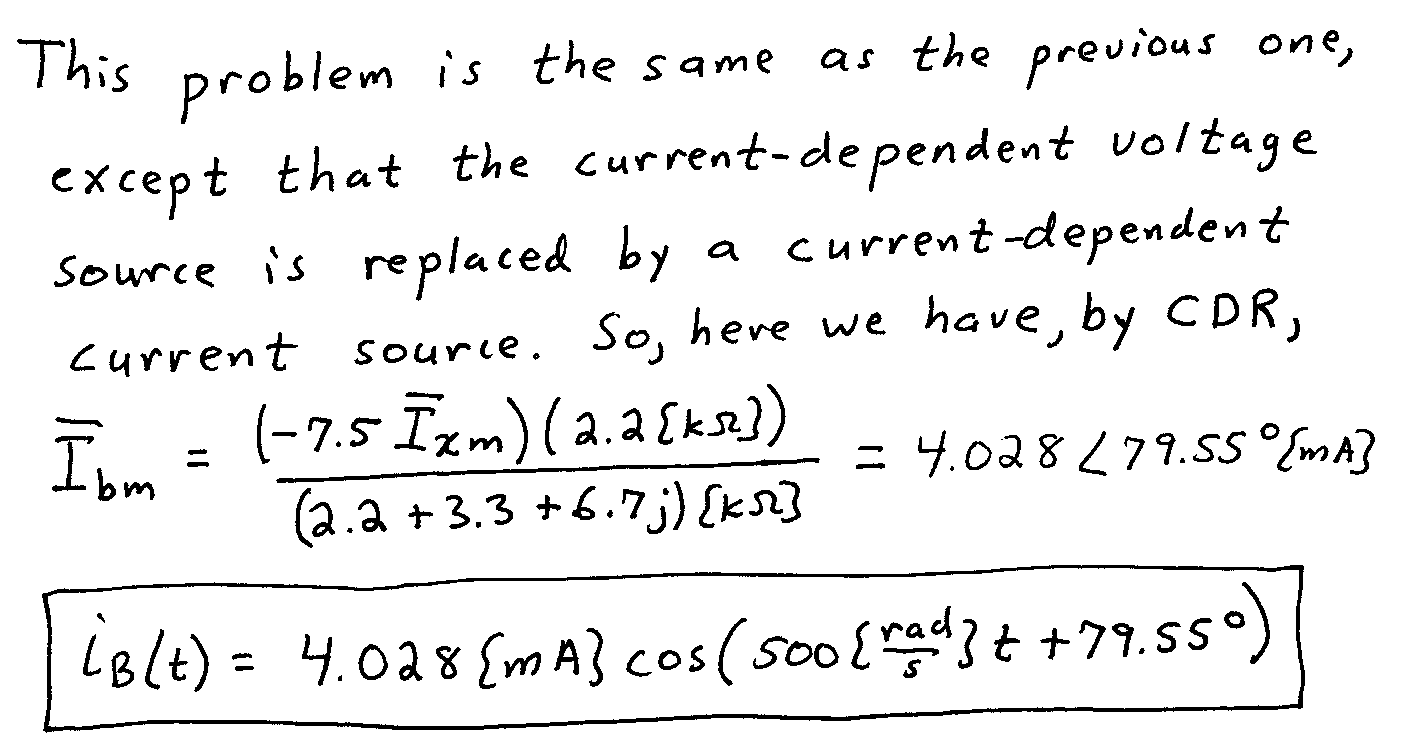 This problem is the same as the previous one,
except that the current-dependent voltage
source is replaced by a current-dependent
current source. So, here we have, by CDR,
I̅bm = (-7.5 I̅xm)(2.2{kΩ}) / (2.2 + 3.3 + 6.7j){kΩ} = 4.028∠79.55°{mA}
iB(t) = 4.028{mA} cos(500{rad/s}t + 79.55°)